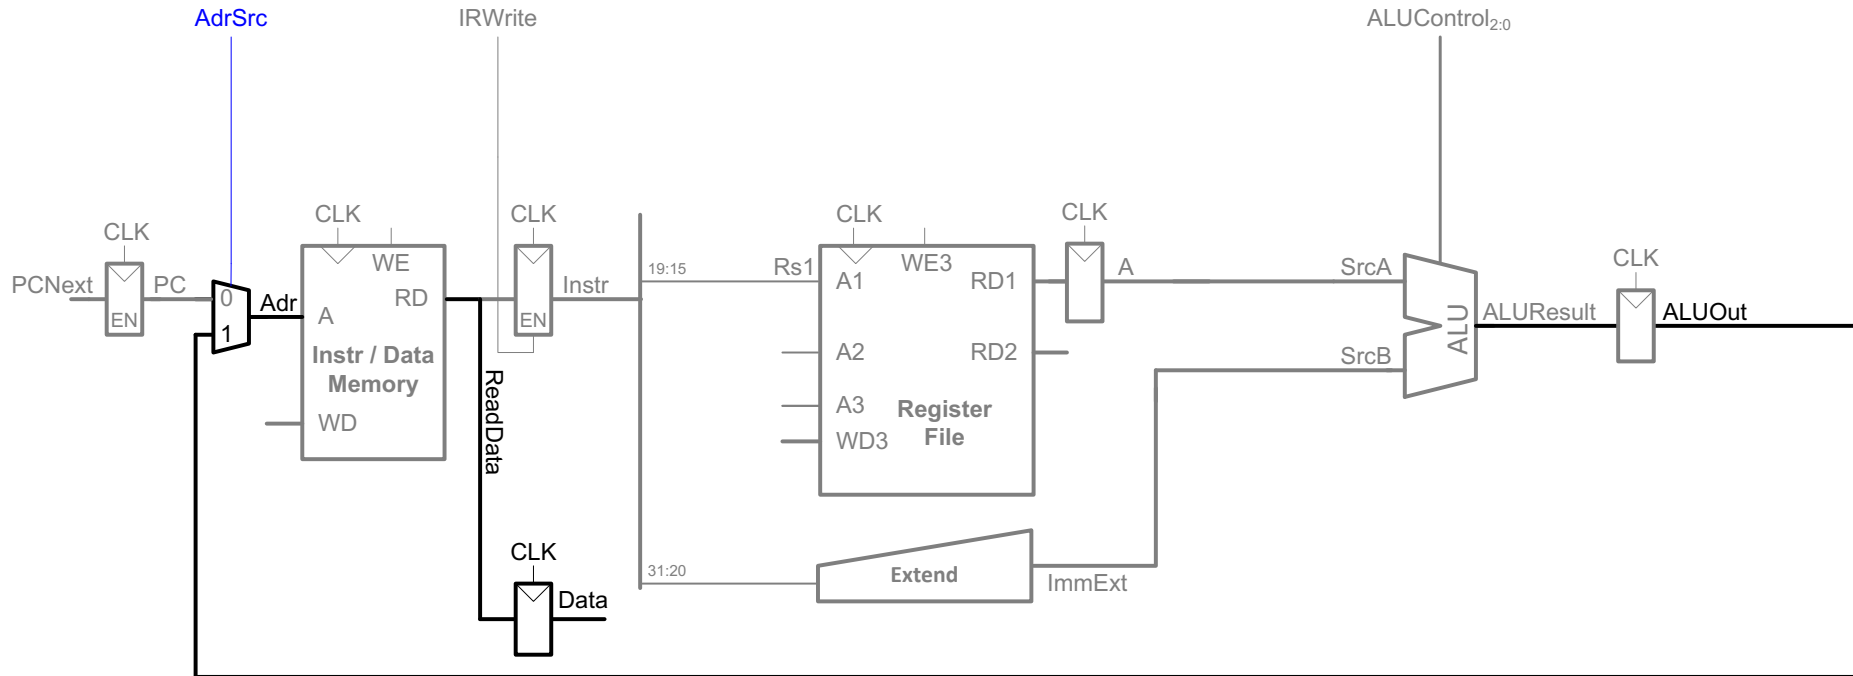 AdrSrc
IRWrite
ALUControl2:0
CLK
CLK
CLK
CLK
CLK
CLK
PCNext
PC
EN
0
1
Adr
WE
RD
A
Instr / Data
Memory
WD
EN
Instr
ReadData
19:15
Rs1
A1
WE3
RD1
A2
RD2
A3
WD3
Register
File
A
SrcA
SrcB
ALU
ALUResult
ALUOut
31:20
Extend
ImmExt
CLK
Data